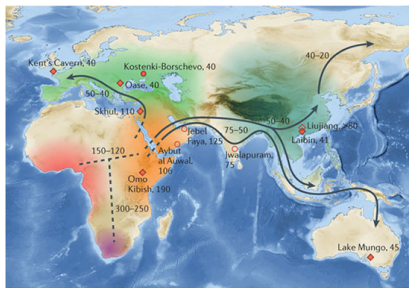 40–20
Kostenki-Borschevo, 40
Kent's Cavern, 40
Oase, 40
50–40
Skhul, 110
50–40
Liujiang, >60
75–50
Jebel
Faya, 125
Laibin, 41
150–120
Aybut
al Auwal,
106
Jwalapuram,
75
Omo
Kibish, 190
300–250
Lake Mungo, 45